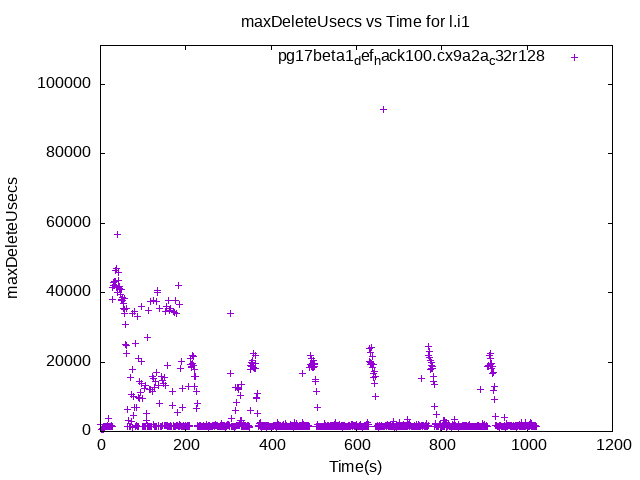 maxDeleteUsecs vs Time for l.i1
pg17beta1def_hack100.cx9a2a_c32r128
100000
80000
60000
40000
20000
0
maxDeleteUsecs
0 200 400 600 800 1000 1200
Time(s)